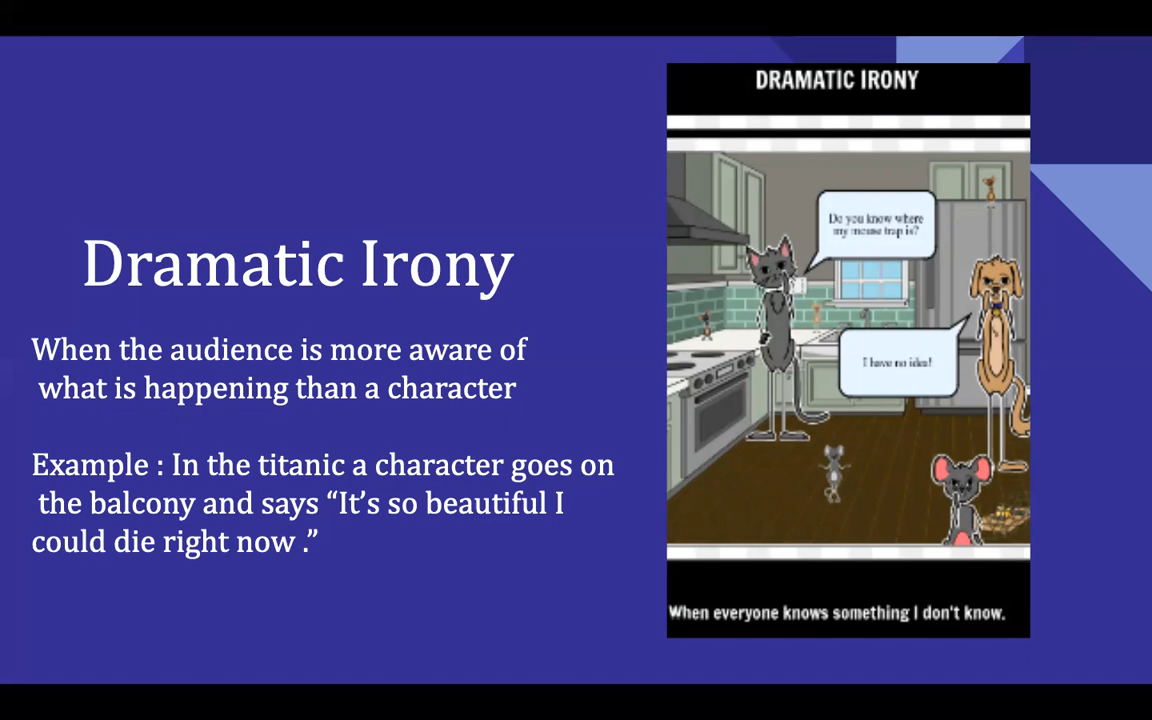 Dramatic Irony
When the audience is more aware of
what is happening than a character
Example : In the titanic a character goes on
the balcony and says “It’s so beautiful I
could die right now .”
DRAMATIC IRONY
Do you know where
my mouse trap is?
I have no idea!
When everyone knows something I don't know.